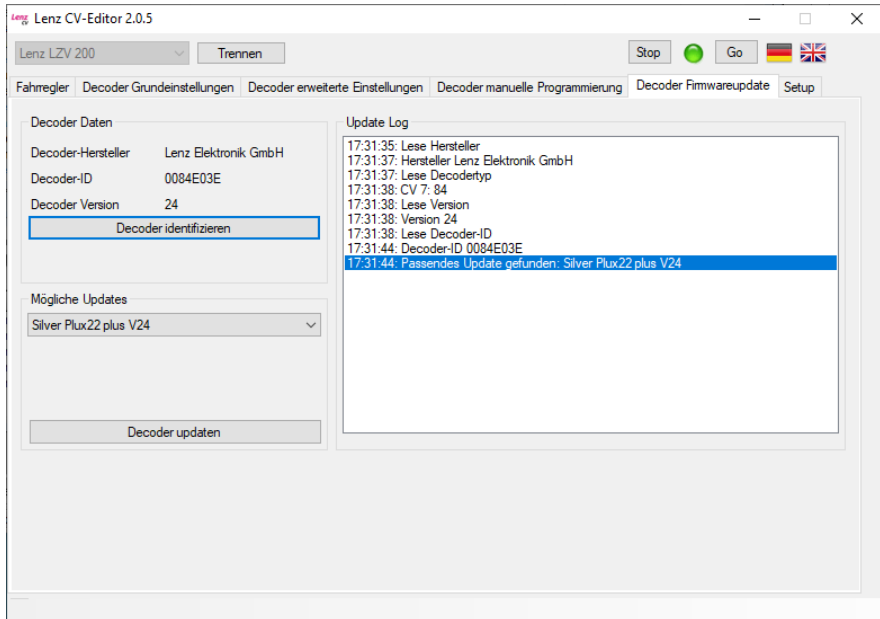 Lenz CV Lenz CV-Editor 2.0.5
Lenz LZV 200 Trennen Stop Go
Fahrregler Decoder Grundeinstellungen Decoder erweiterte Einstellungen Decoder manuelle Programmierung Decoder Firmwareupdate Setup
Decoder Daten
Decoder-Hersteller Lenz Elektronik GmbH
Decoder-ID 0084E03E
Decoder Version 24
Decoder identifizieren
Mögliche Updates
Silver Plux22 plus V24
Decoder updaten
Update Log
17:31:35: Lese Hersteller
17:31:37: Hersteller Lenz Elektronik GmbH
17:31:37: Lese Decodertyp
17:31:38: CV 7: 84
17:31:38: Lese Version
17:31:38: Version 24
17:31:38: Lese Decoder-ID
17:31:44: Decoder-ID 0084E03E
17:31:44: Passendes Update gefunden: Silver Plux22 plus V24